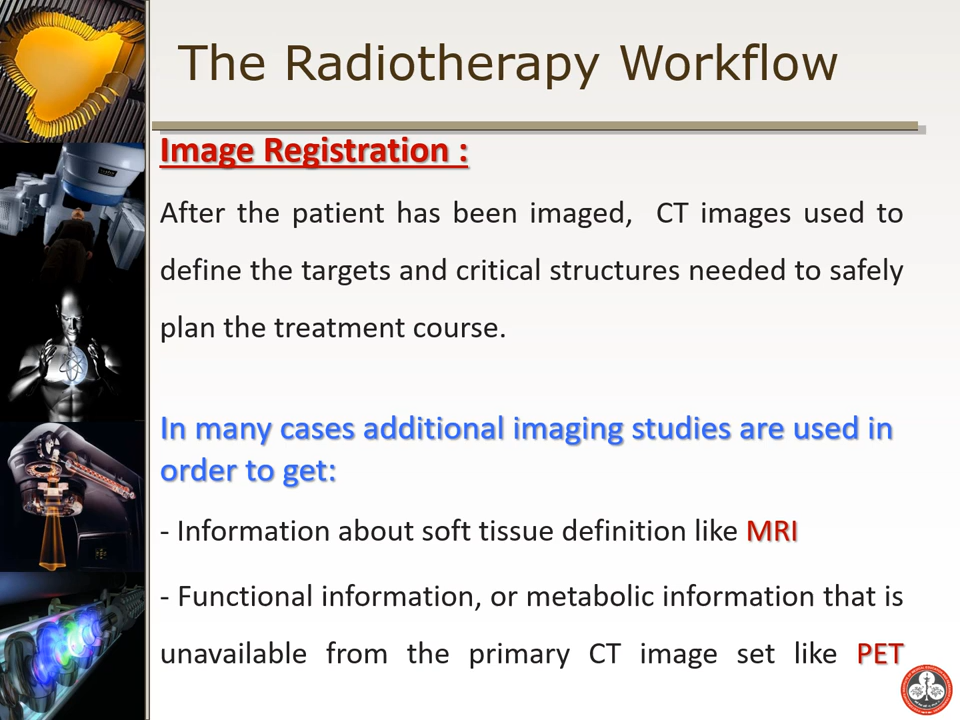 The Radiotherapy Workflow
Image Registration :
After the patient has been imaged, CT images used to
define the targets and critical structures needed to safely
plan the treatment course.
In many cases additional imaging studies are used in
order to get:
- Information about soft tissue definition like MRI
- Functional information, or metabolic information that is
unavailable from the primary CT image set like PET